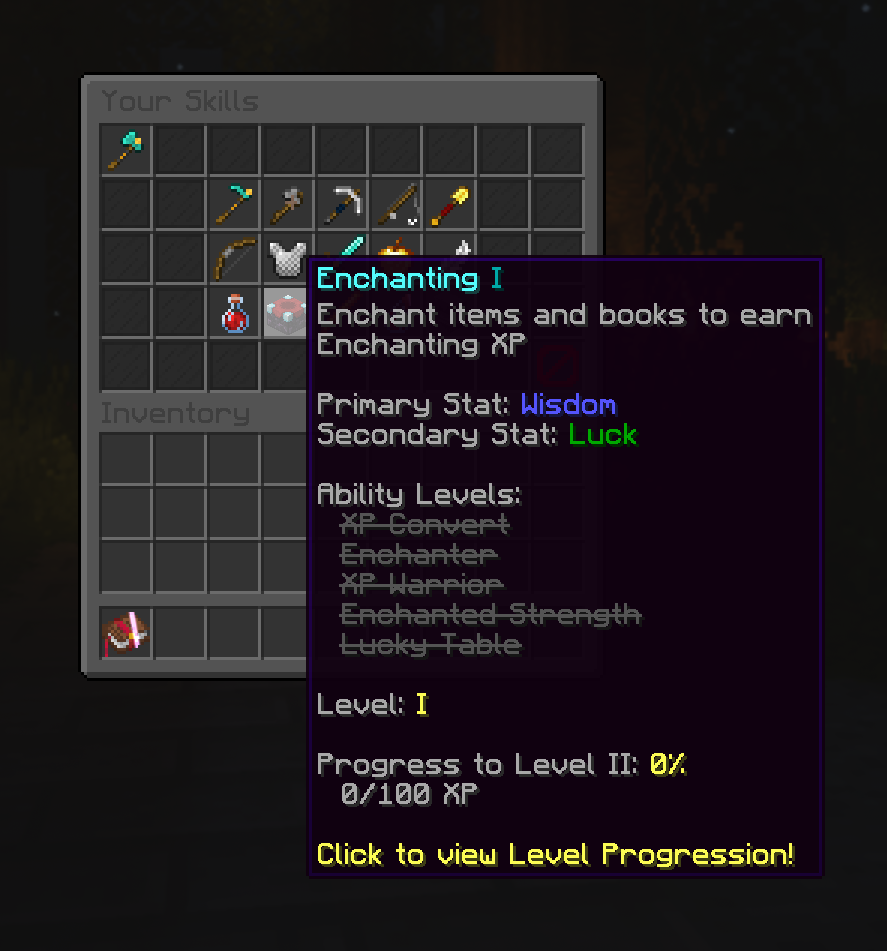 Your Skills
Enchanting I
Enchant items and books to earn
Enchanting XP
Primary Stat: Wisdom
Secondary Stat: Luck
Inventory
Ability Levels:
XP Convert
Enchanter
XP Warrior
Enchanted Strength
Lucky Table
Level: I
Progress to Level II: 0%
0/100 XP
Click to view Level Progression!